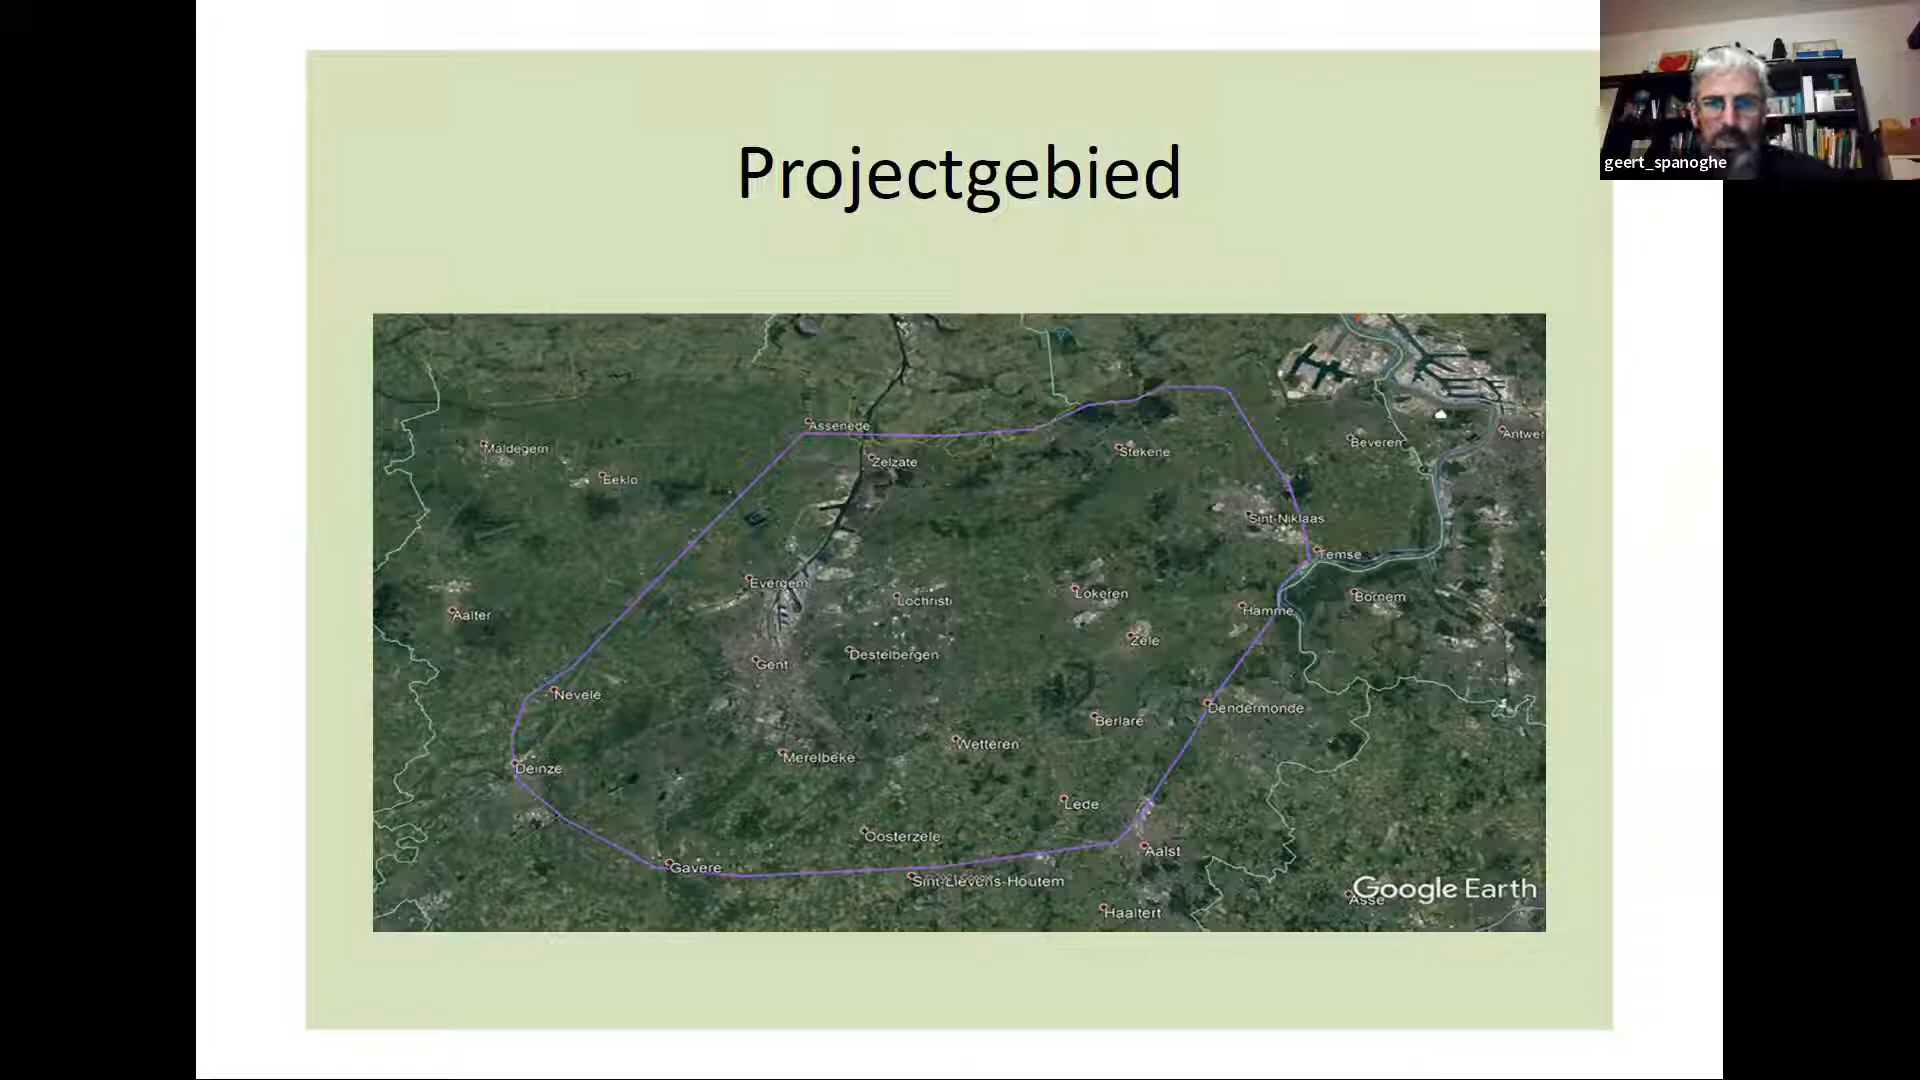 geert_spanoghe
Projectgebied
Assenede
Maldegem
Zelzate
Eeklo
Stekene
Beveren
Antwer
Sint-Niklaas
Temse
Evergem
Lochristi
Lokeren
Bornem
Hamme
Aalter
Zele
Gent
Destelbergen
Nevele
Dendermonde
Berlare
Wetteren
Merelbeke
Deinze
Lede
Oosterzele
Aalst
Gavere
Sint-Lievens-Houtem
Google Earth
Asse
Haaltert